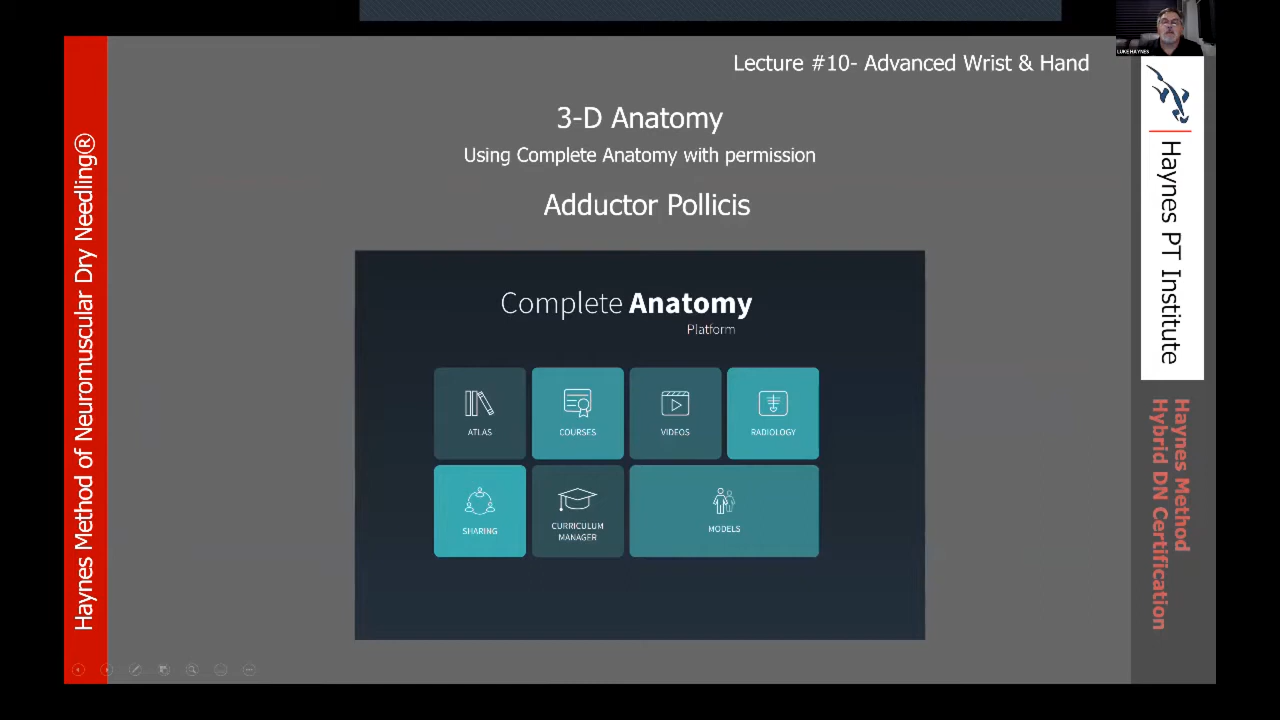 LUKE HAYNES
Lecture #10- Advanced Wrist & Hand
3-D Anatomy
Using Complete Anatomy with permission
Adductor Pollicis
Haynes Method of Neuromuscular Dry Needling®
Complete Anatomy
Platform
ATLAS
COURSES
VIDEOS
RADIOLOGY
SHARING
CURRICULUM
MANAGER
MODELS
Haynes PT Institute
Haynes Method
Hybrid DN Certification